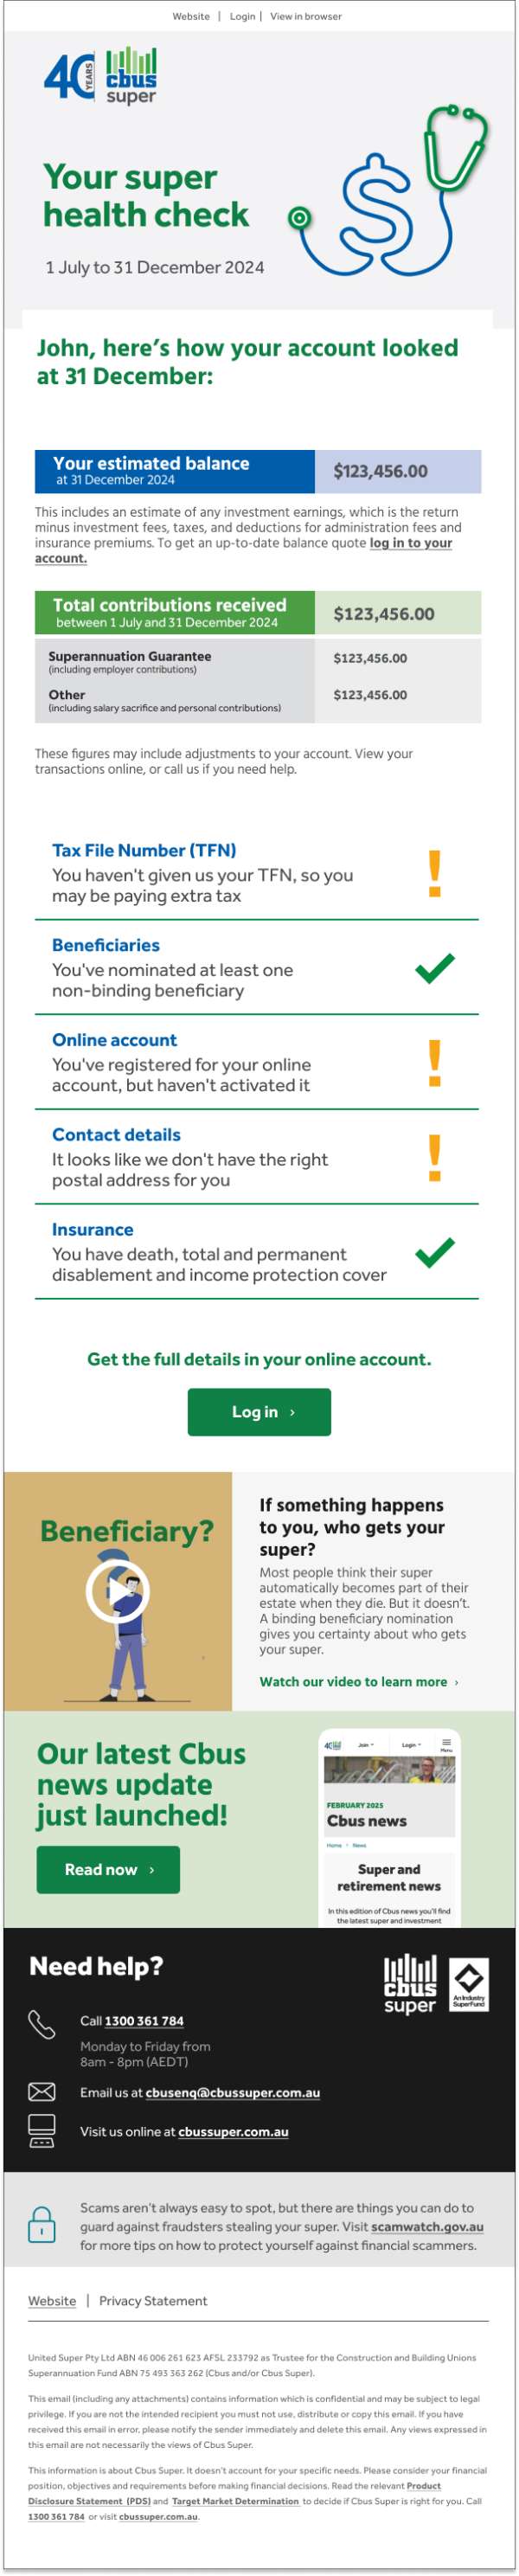 Website | Login | View in browser
40 YEARS cbus super
Your super
health check
1 July to 31 December 2024
John, here's how your account looked
at 31 December:
Your estimated balance
at 31 December 2024
$123,456.00
This includes an estimate of any investment earnings, which is the return
minus investment fees, taxes, and deductions for administration fees and
insurance premiums. To get an up-to-date balance quote log in to your
account.
Total contributions received
between 1 July and 31 December 2024
$123,456.00
Superannuation Guarantee
(including employer contributions)
$123,456.00
Other
(including salary sacrifice and personal contributions)
$123,456.00
These figures may include adjustments to your account. View your
transactions online, or call us if you need help.
Tax File Number (TFN)
You haven't given us your TFN, so you
may be paying extra tax
!
Beneficiaries
You've nominated at least one
non-binding beneficiary
Online account
You've registered for your online
account, but haven't activated it
!
Contact details
It looks like we don't have the right
postal address for you
!
Insurance
You have death, total and permanent
disablement and income protection cover
Get the full details in your online account.
Log in ›
Beneficiary?
If something happens
to you, who gets your
super?
Most people think their super
automatically becomes part of their
estate when they die. But it doesn't.
A binding beneficiary nomination
gives you certainty about who gets
your super.
Watch our video to learn more ›
Our latest Cbus
news update
just launched!
Read now ›
Join
Login
Menu
FEBRUARY 2025
Cbus news
Home › News
Super and
retirement news
In this edition of Cbus news you'll find
the latest super and investment
Need help?
cbus super
An Industry
SuperFund
Call 1300 361 784
Monday to Friday from
8am - 8pm (AEDT)
Email us at cbusenq@cbussuper.com.au
Visit us online at cbussuper.com.au
Scams aren't always easy to spot, but there are things you can do to
guard against fraudsters stealing your super. Visit scamwatch.gov.au
for more tips on how to protect yourself against financial scammers.
Website | Privacy Statement
United Super Pty Ltd ABN 46 006 261 623 AFSL 233792 as Trustee for the Construction and Building Unions
Superannuation Fund ABN 75 493 363 262 (Cbus and/or Cbus Super).
This email (including any attachments) contains information which is confidential and may be subject to legal
privilege. If you are not the intended recipient you must not use, distribute or copy this email. If you have
received this email in error, please notify the sender immediately and delete this email. Any views expressed in
this email are not necessarily the views of Cbus Super.
This information is about Cbus Super. It doesn't account for your specific needs. Please consider your financial
position, objectives and requirements before making financial decisions. Read the relevant Product
Disclosure Statement (PDS) and Target Market Determination to decide if Cbus Super is right for you. Call
1300 361 784 or visit cbussuper.com.au.